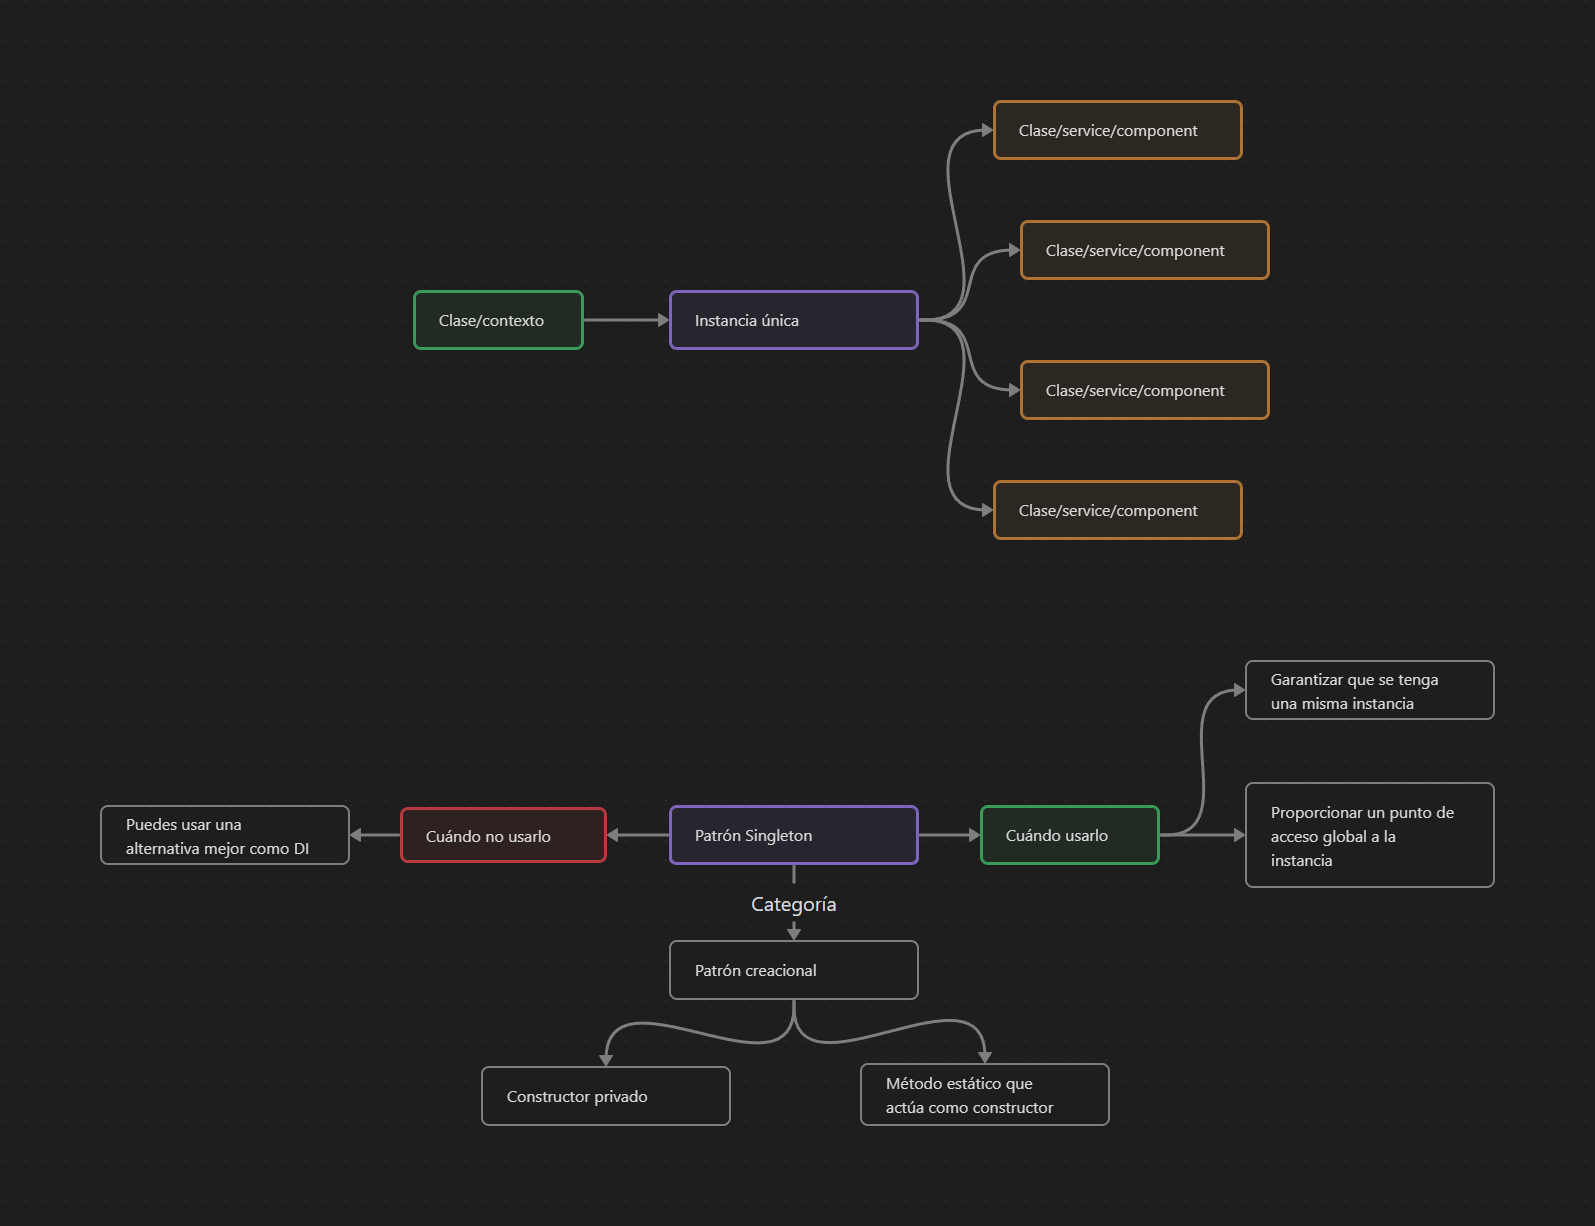 Clase/service/component
Clase/service/component
Clase/contexto
Instancia única
Clase/service/component
Clase/service/component
Garantizar que se tenga
una misma instancia
Puedes usar una
alternativa mejor como DI
Cuándo no usarlo
Patrón Singleton
Cuándo usarlo
Proporcionar un punto de
acceso global a la
instancia
Categoría
Patrón creacional
Constructor privado
Método estático que
actúa como constructor